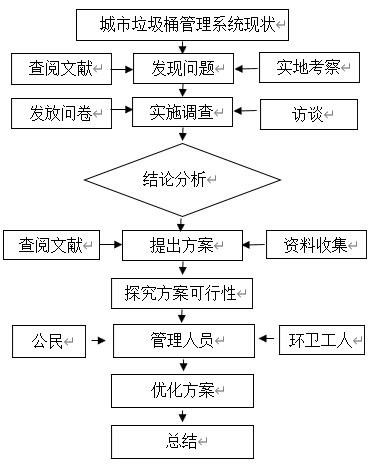 城市垃圾桶管理系统现状
查阅文献 发现问题 实地考察
发放问卷 实施调查 访谈
结论分析
查阅文献 提出方案 资料收集
探究方案可行性
公民 管理人员 环卫工人
优化方案
总结